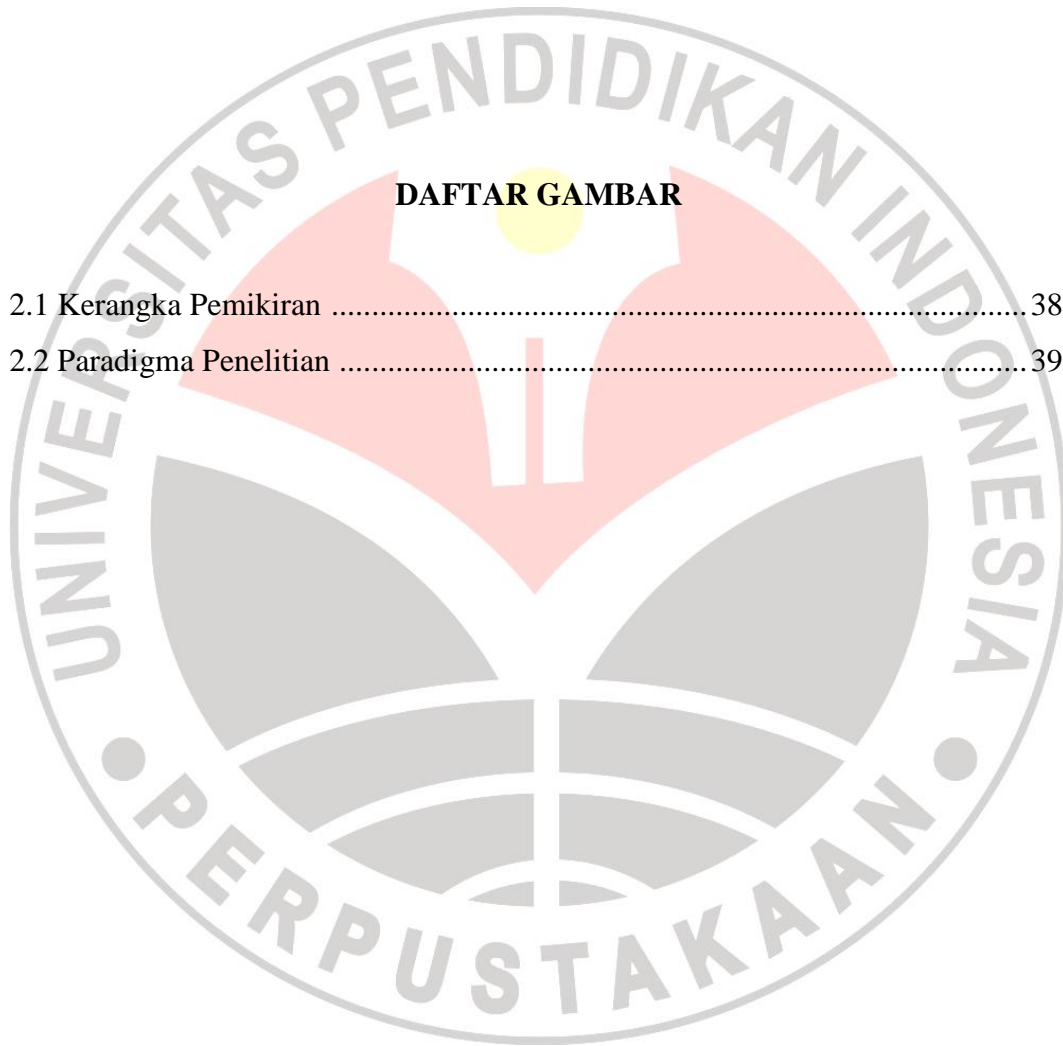 UNIVERSITAS PENDIDIKAN INDONESIA
DAFTAR GAMBAR
2.1 Kerangka Pemikiran ........................................................................................ 38
2.2 Paradigma Penelitian ....................................................................................... 39
PERPUSTAKAAN